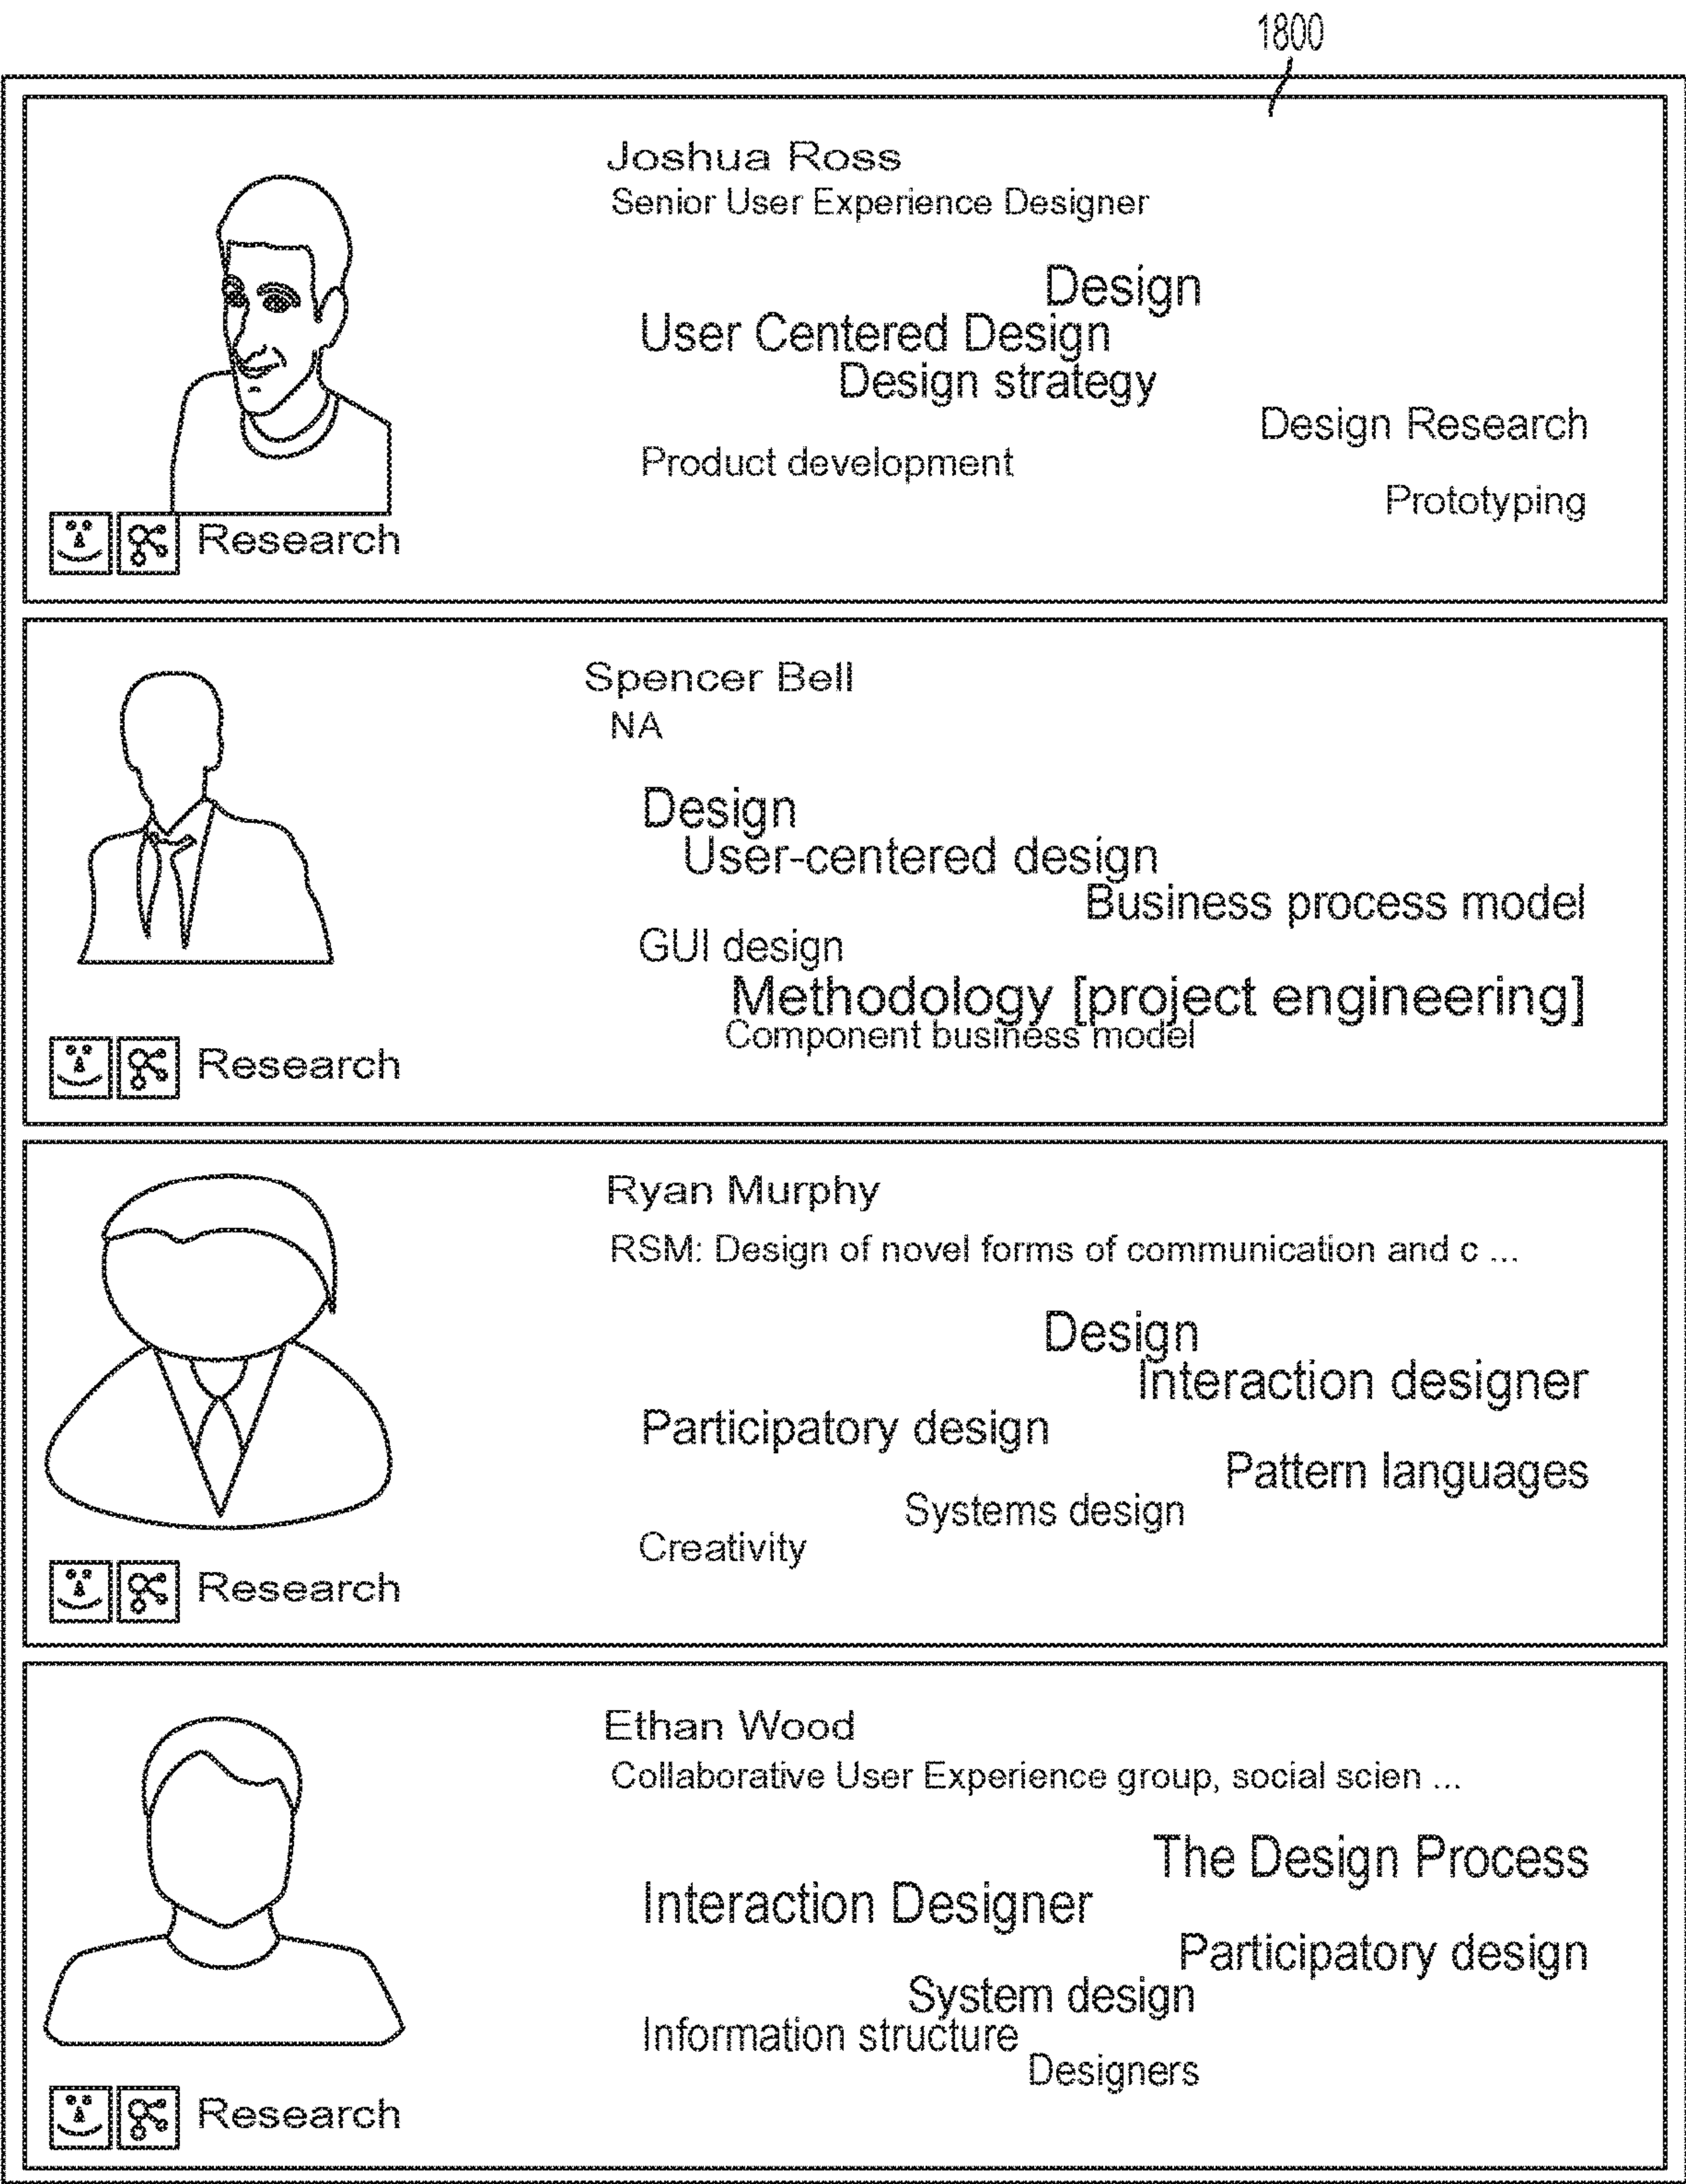 1800
Joshua Ross
Senior User Experience Designer
Design
User Centered Design
Design strategy
Design Research
Product development
Prototyping
Research
Spencer Bell
NA
Design
User-centered design
Business process model
GUI design
Methodology [project engineering]
Component business model
Research
Ryan Murphy
RSM: Design of novel forms of communication and c ...
Design
Interaction designer
Participatory design
Pattern languages
Systems design
Creativity
Research
Ethan Wood
Collaborative User Experience group, social scien ...
The Design Process
Interaction Designer
Participatory design
System design
Information structure
Designers
Research